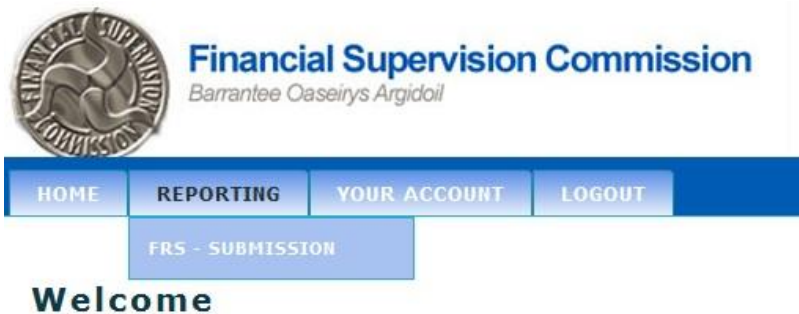 FINANCIAL SUPERVISION COMMISSION
Financial Supervision Commission
Barrantee Oaseirys Argidoil
HOME REPORTING YOUR ACCOUNT LOGOUT
FRS - SUBMISSION
Welcome